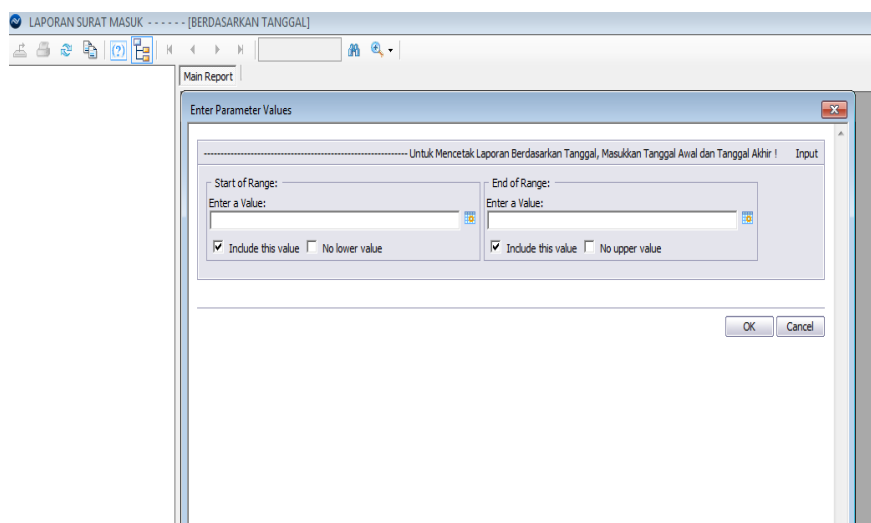 LAPORAN SURAT MASUK - - - - - - [BERDASARKAN TANGGAL]
Main Report
Enter Parameter Values
------------------------------------------------------------- Untuk Mencetak Laporan Berdasarkan Tanggal, Masukkan Tanggal Awal dan Tanggal Akhir ! Input
Start of Range: End of Range:
Enter a Value: Enter a Value:
Include this value No lower value Include this value No upper value
OK Cancel